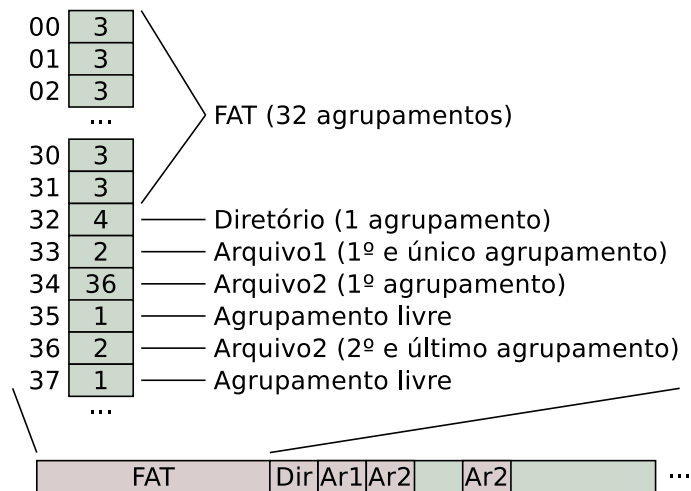 00 3
01 3
02 3
...
FAT (32 agrupamentos)
30 3
31 3
32 4 Diretório (1 agrupamento)
33 2 Arquivo1 (1º e único agrupamento)
34 36 Arquivo2 (1º agrupamento)
35 1 Agrupamento livre
36 2 Arquivo2 (2º e último agrupamento)
37 1 Agrupamento livre
...
FAT Dir Ar1 Ar2 Ar2 ...